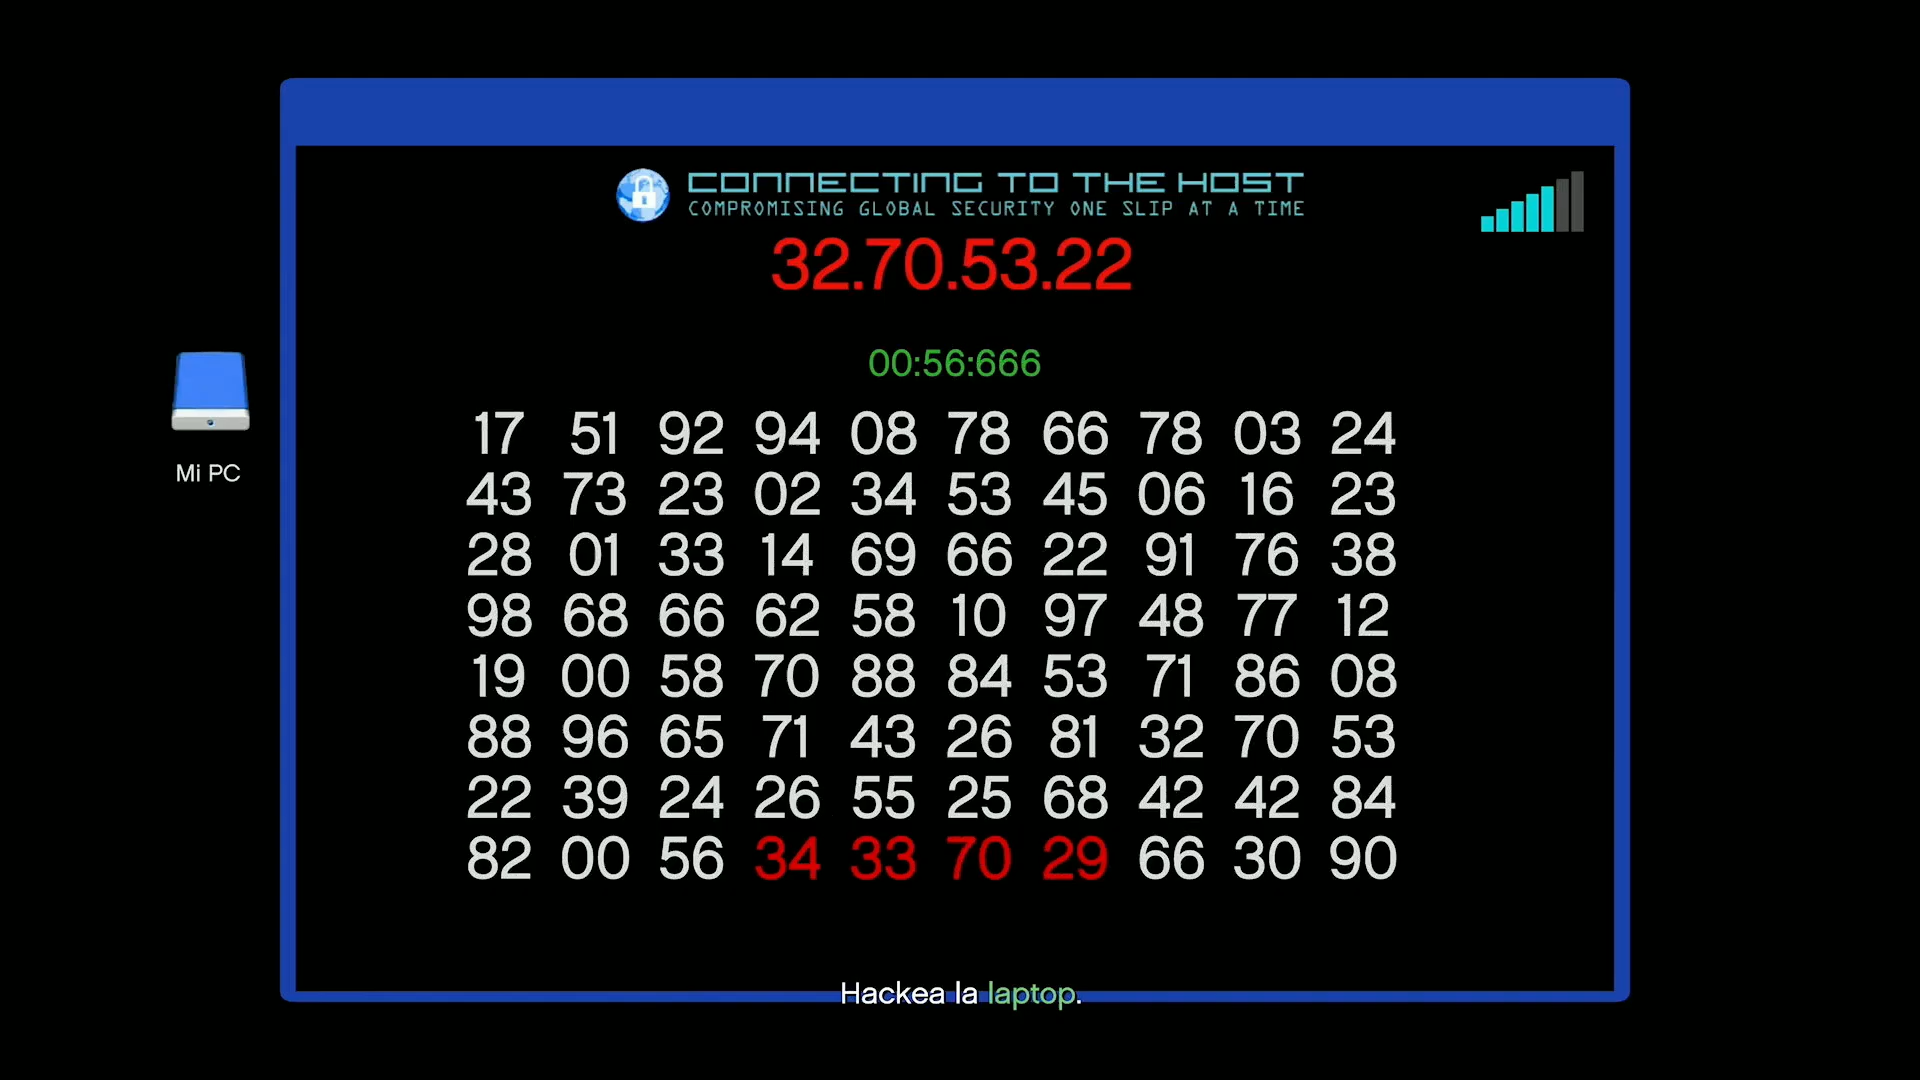 CONNECTING TO THE HOST
COMPROMISING GLOBAL SECURITY ONE SLIP AT A TIME
32.70.53.22
00:56:666
17 51 92 94 08 78 66 78 03 24
43 73 23 02 34 53 45 06 16 23
28 01 33 14 69 66 22 91 76 38
98 68 66 62 58 10 97 48 77 12
19 00 58 70 88 84 53 71 86 08
88 96 65 71 43 26 81 32 70 53
22 39 24 26 55 25 68 42 42 84
82 00 56 34 33 70 29 66 30 90
Mi PC
Hackea la laptop.